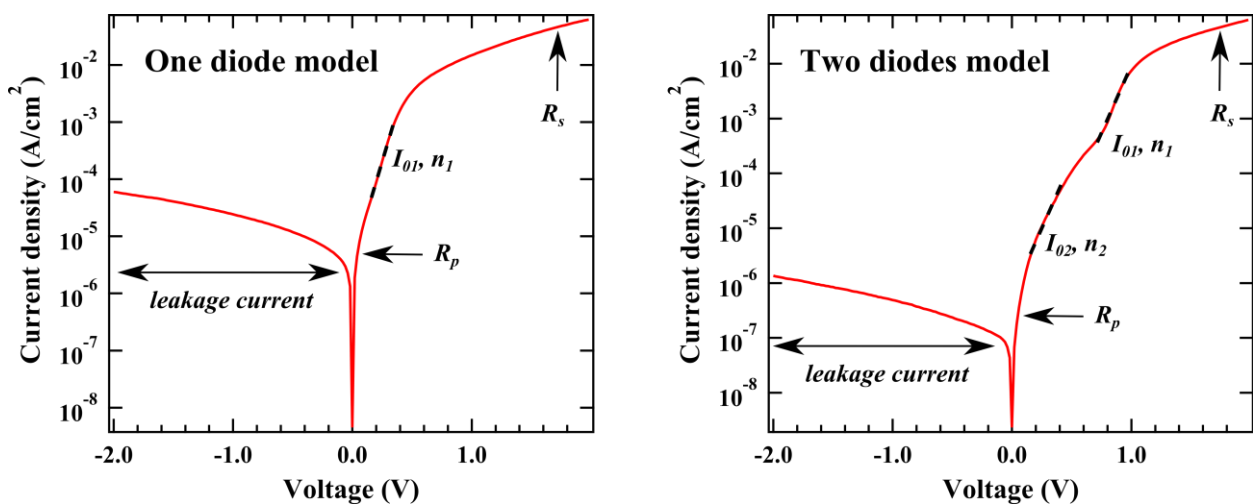 One diode model
Current density (A/cm²)
10⁻²
10⁻³
10⁻⁴
10⁻⁵
10⁻⁶
10⁻⁷
10⁻⁸
Rₛ
I₀₁, n₁
Rₚ
leakage current
-2.0
-1.0
0.0
1.0
Voltage (V)
Two diodes model
Current density (A/cm²)
10⁻²
10⁻³
10⁻⁴
10⁻⁵
10⁻⁶
10⁻⁷
10⁻⁸
Rₛ
I₀₁, n₁
I₀₂, n₂
Rₚ
leakage current
-2.0
-1.0
0.0
1.0
Voltage (V)